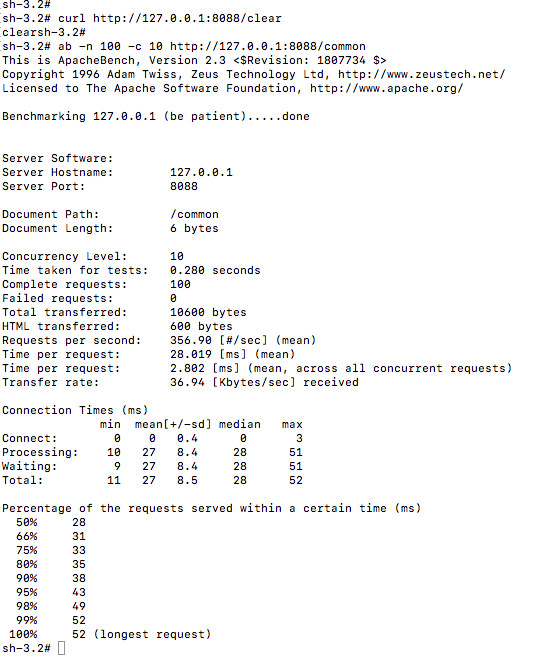 sh-3.2#
sh-3.2# curl http://127.0.0.1:8088/clear
clearsh-3.2#
sh-3.2# ab -n 100 -c 10 http://127.0.0.1:8088/common
This is ApacheBench, Version 2.3 <$Revision: 1807734 $>
Copyright 1996 Adam Twiss, Zeus Technology Ltd, http://www.zeustech.net/
Licensed to The Apache Software Foundation, http://www.apache.org/

Benchmarking 127.0.0.1 (be patient).....done


Server Software:
Server Hostname:        127.0.0.1
Server Port:            8088

Document Path:          /common
Document Length:        6 bytes

Concurrency Level:      10
Time taken for tests:   0.280 seconds
Complete requests:      100
Failed requests:        0
Total transferred:      10600 bytes
HTML transferred:       600 bytes
Requests per second:    356.90 [#/sec] (mean)
Time per request:       28.019 [ms] (mean)
Time per request:       2.802 [ms] (mean, across all concurrent requests)
Transfer rate:          36.94 [Kbytes/sec] received

Connection Times (ms)
              min  mean[+/-sd] median   max
Connect:        0    0   0.4      0       3
Processing:    10   27   8.4     28      51
Waiting:        9   27   8.4     28      51
Total:         11   27   8.5     28      52

Percentage of the requests served within a certain time (ms)
  50%     28
  66%     31
  75%     33
  80%     35
  90%     38
  95%     43
  98%     49
  99%     52
 100%     52 (longest request)
sh-3.2#